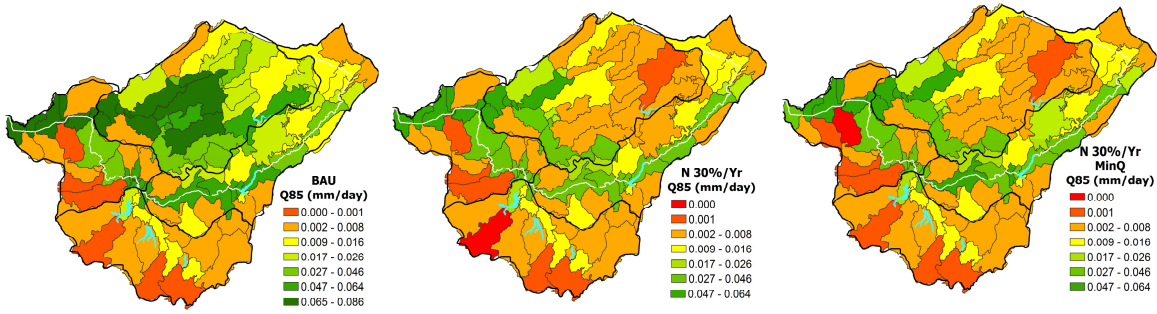 BAU
Q85 (mm/day)
0.000 - 0.001
0.002 - 0.008
0.009 - 0.016
0.017 - 0.026
0.027 - 0.046
0.047 - 0.064
0.065 - 0.086
N 30%/Yr
Q85 (mm/day)
0.000
0.001
0.002 - 0.008
0.009 - 0.016
0.017 - 0.026
0.027 - 0.046
0.047 - 0.064
N 30%/Yr
MinQ
Q85 (mm/day)
0.000
0.001
0.002 - 0.008
0.009 - 0.016
0.017 - 0.026
0.027 - 0.046
0.047 - 0.064